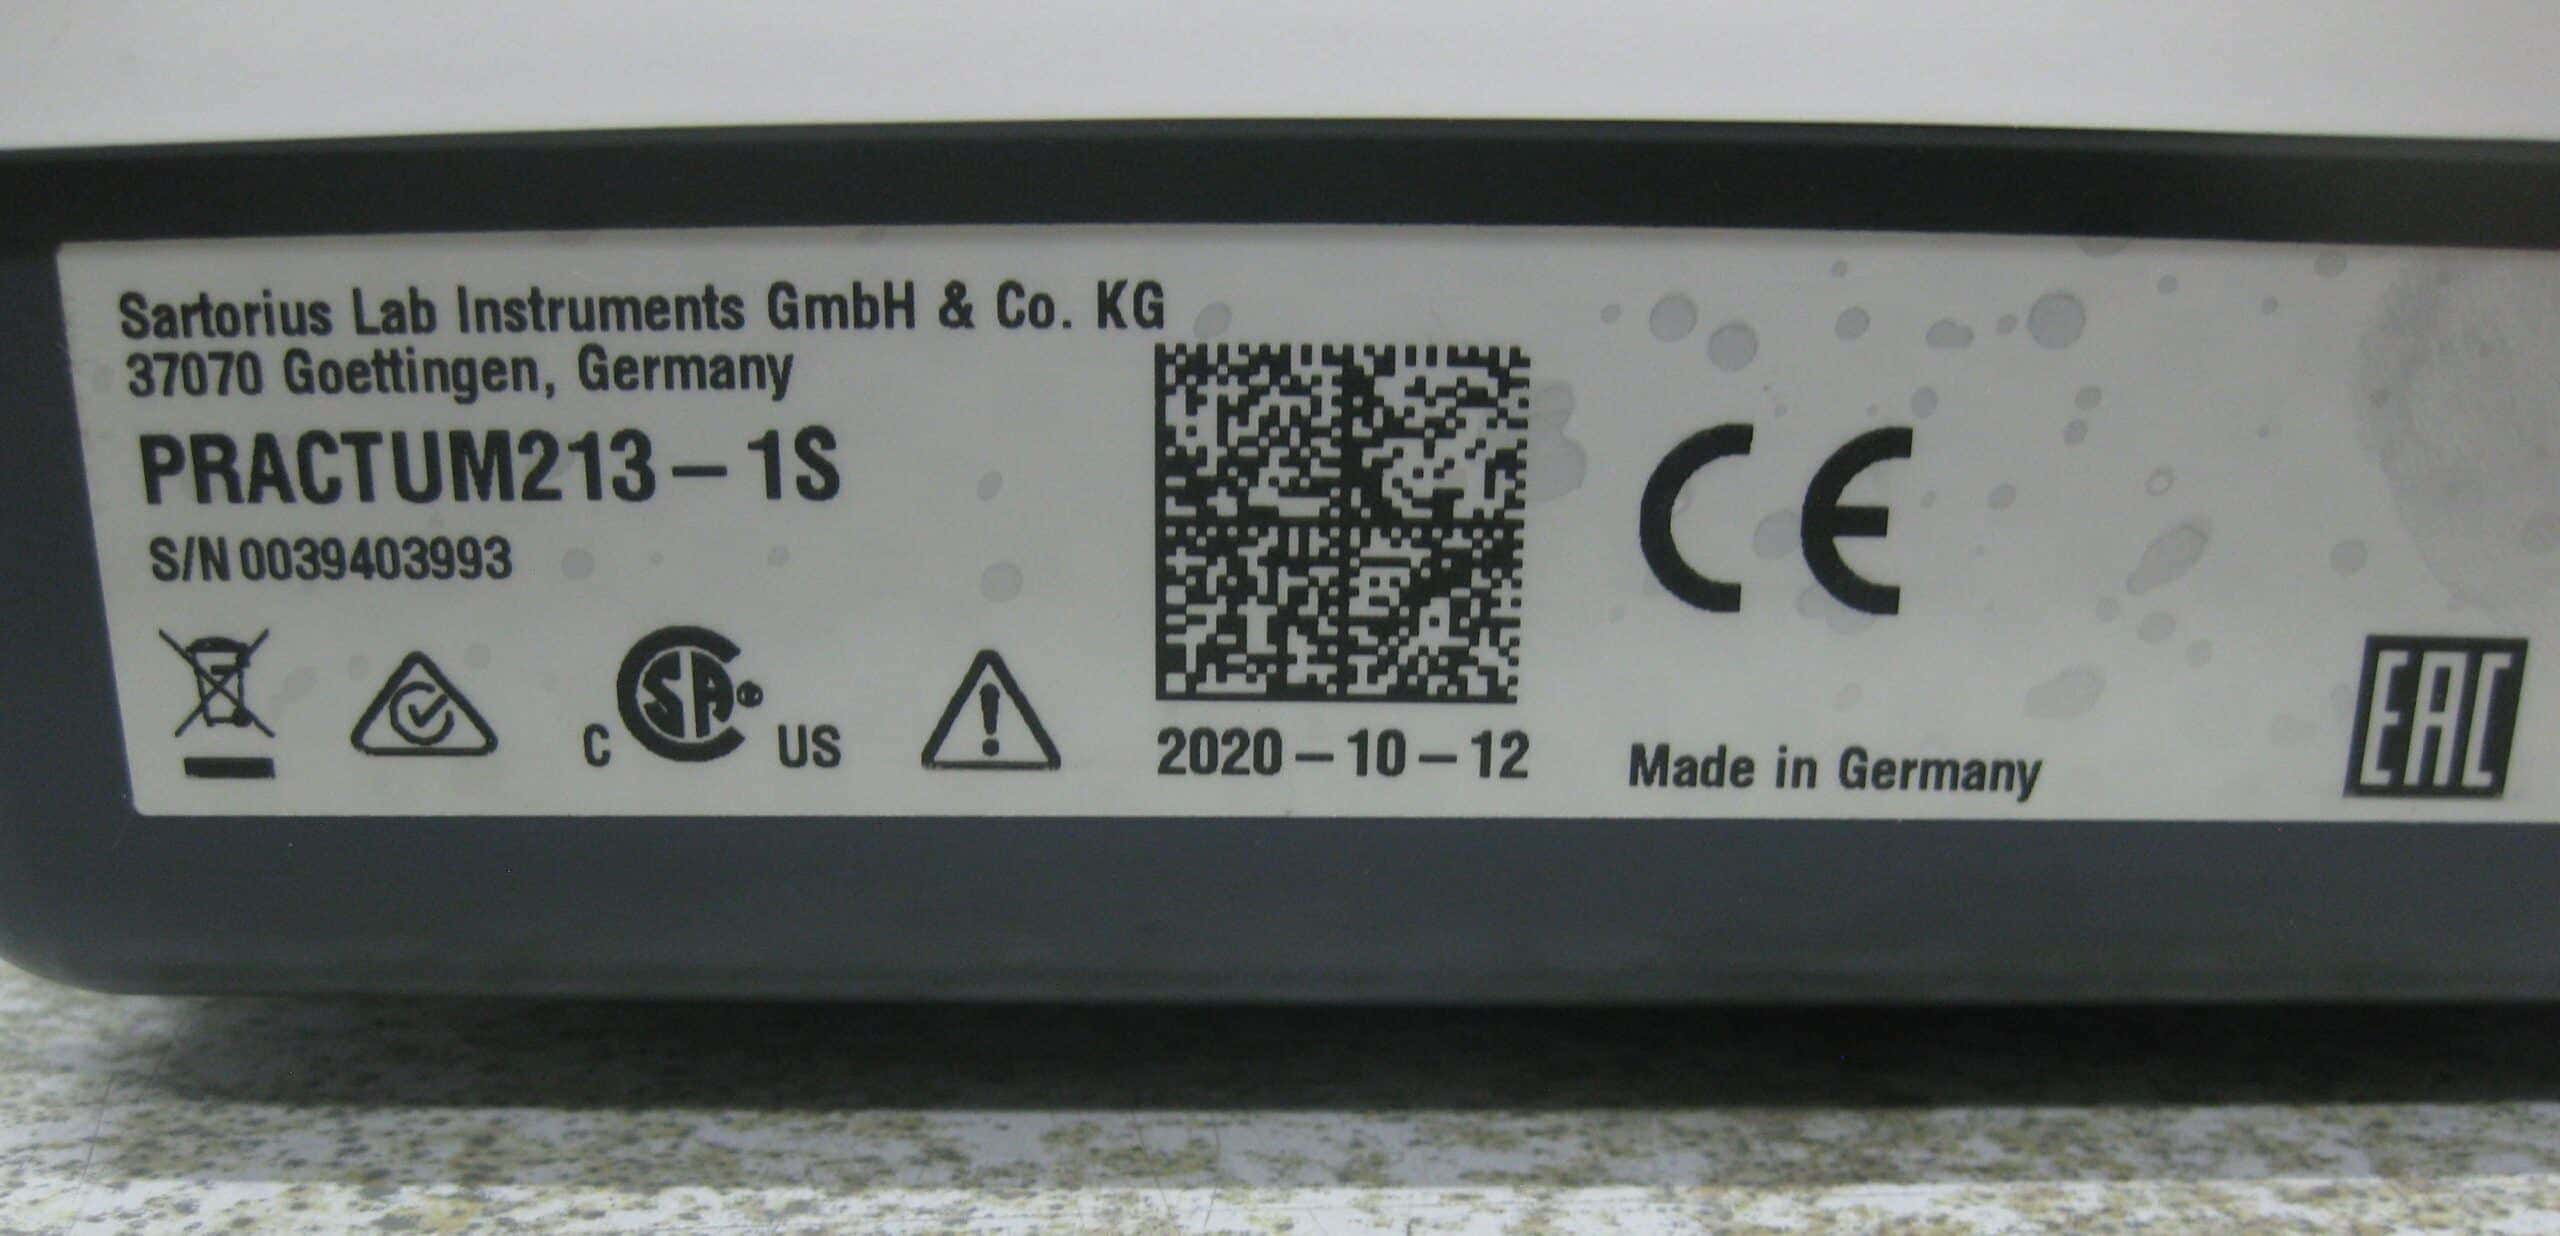 Sartorius Lab Instruments GmbH & Co. KG
37070 Goettingen, Germany
PRACTUM213-1S
S/N 0039403993
C SA® US
2020-10-12
CE
Made in Germany
EAC